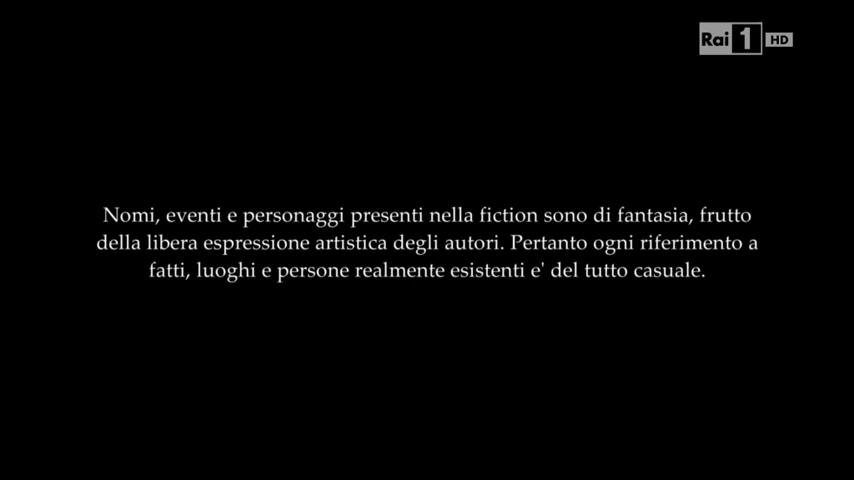 Rai 1 HD
Nomi, eventi e personaggi presenti nella fiction sono di fantasia, frutto
della libera espressione artistica degli autori. Pertanto ogni riferimento a
fatti, luoghi e persone realmente esistenti e' del tutto casuale.